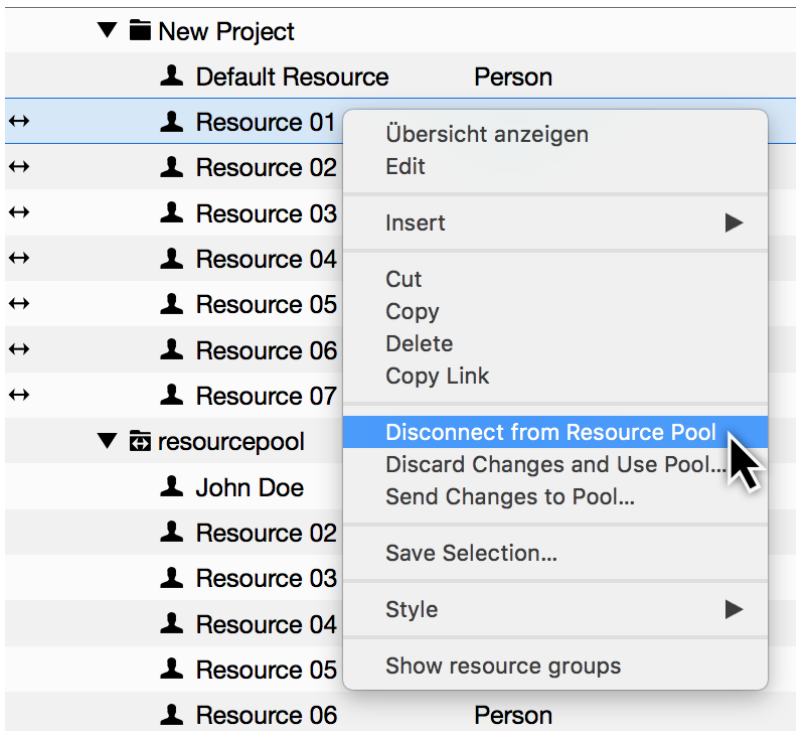 New Project
Default Resource Person
Resource 01
Resource 02
Resource 03
Resource 04
Resource 05
Resource 06
Resource 07
resourcepool
John Doe
Resource 02
Resource 03
Resource 04
Resource 05
Resource 06 Person
Übersicht anzeigen
Edit
Insert
Cut
Copy
Delete
Copy Link
Disconnect from Resource Pool
Discard Changes and Use Pool...
Send Changes to Pool...
Save Selection...
Style
Show resource groups